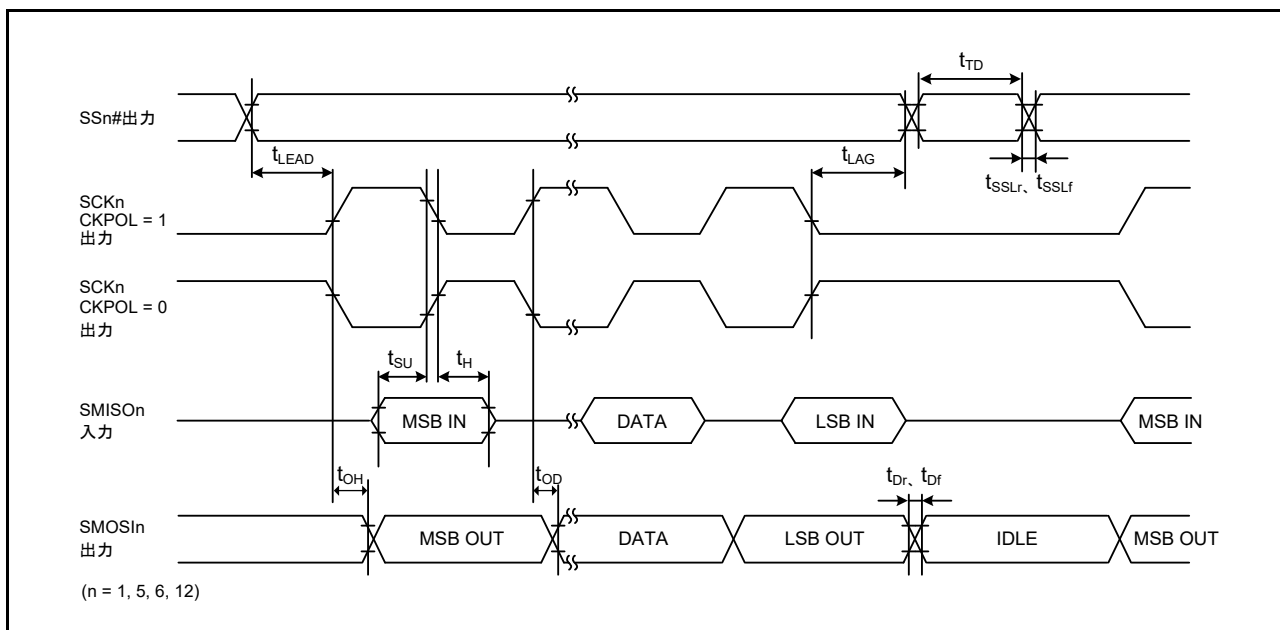 t_TD
SSn#出力
t_LEAD
t_LAG
t_SSLr、t_SSLf
SCKn
CKPOL = 1
出力
SCKn
CKPOL = 0
出力
t_SU
t_H
SMISOn
入力
MSB IN
DATA
LSB IN
MSB IN
t_OH
t_OD
t_Dr、t_Df
SMOSIn
出力
MSB OUT
DATA
LSB OUT
IDLE
MSB OUT
(n = 1, 5, 6, 12)